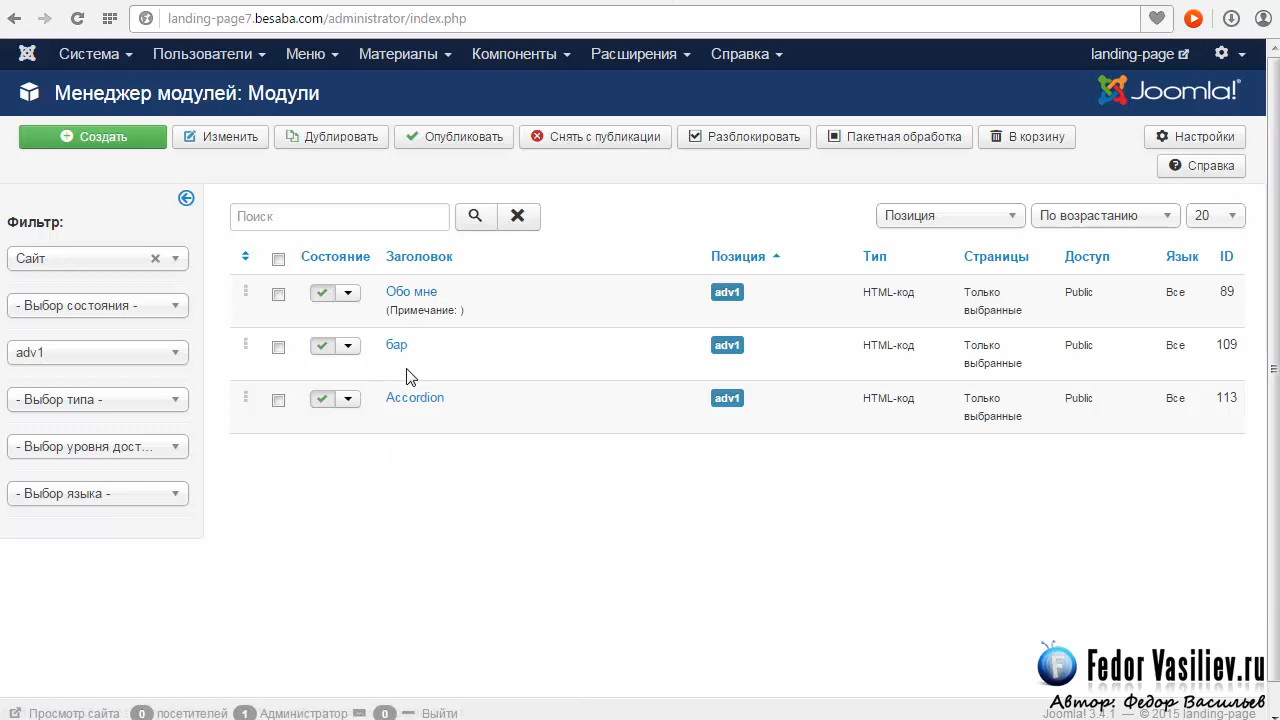 landing-page7.besaba.com/administrator/index.php
Система Пользователи Меню Материалы Компоненты Расширения Справка landing-page
Менеджер модулей: Модули Joomla!
Создать Изменить Дублировать Опубликовать Снять с публикации Разблокировать Пакетная обработка В корзину Настройки
Справка
Фильтр:
Сайт
- Выбор состояния -
adv1
- Выбор типа -
- Выбор уровня дост...
- Выбор языка -
Поиск Позиция По возрастанию 20
Состояние Заголовок Позиция Тип Страницы Доступ Язык ID
Обо мне adv1 HTML-код Только Public Все 89
(Примечание: ) выбранные
бар adv1 HTML-код Только Public Все 109
выбранные
Accordion adv1 HTML-код Только Public Все 113
выбранные
F Fedor Vasiliev.ru
Автор: Федор Васильев
Просмотр сайта 0 посетителей 1 Администратор 0 Выйти Joomla! 3.4.1 — © 2015 landing-page